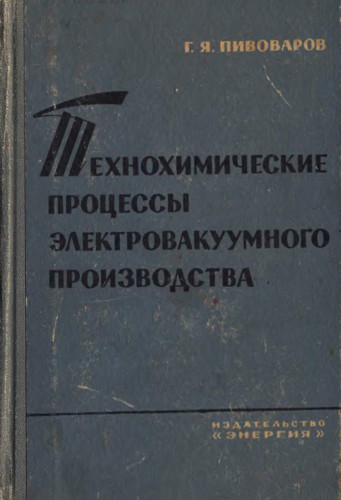 Г. Я. ПИВОВАРОВ
ТЕХНОХИМИЧЕСКИЕ
ПРОЦЕССЫ
ЭЛЕКТРОВАКУУМНОГО
ПРОИЗВОДСТВА
ИЗДАТЕЛЬСТВО
«ЭНЕРГИЯ»